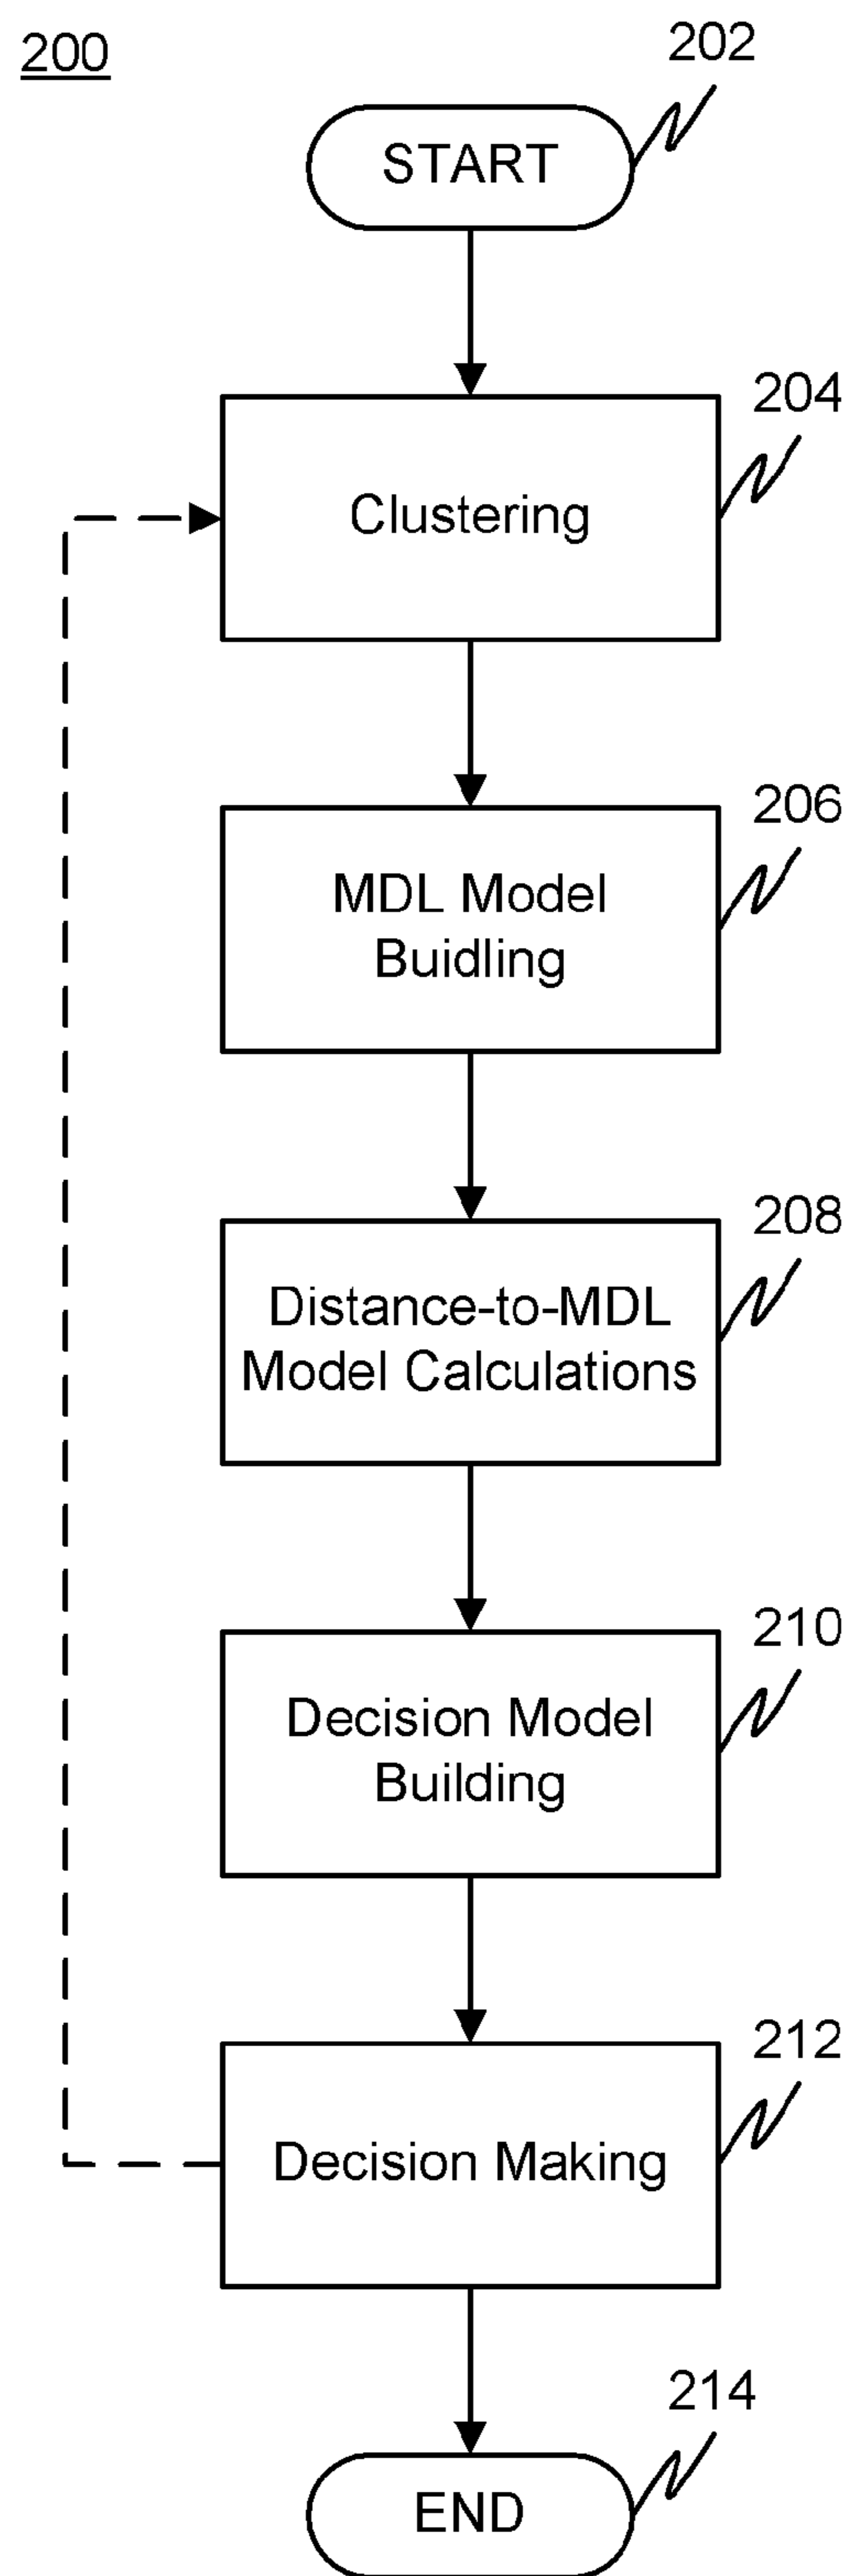 200
202
START
204
Clustering
206
MDL Model
Buidling
208
Distance-to-MDL
Model Calculations
210
Decision Model
Building
212
Decision Making
214
END